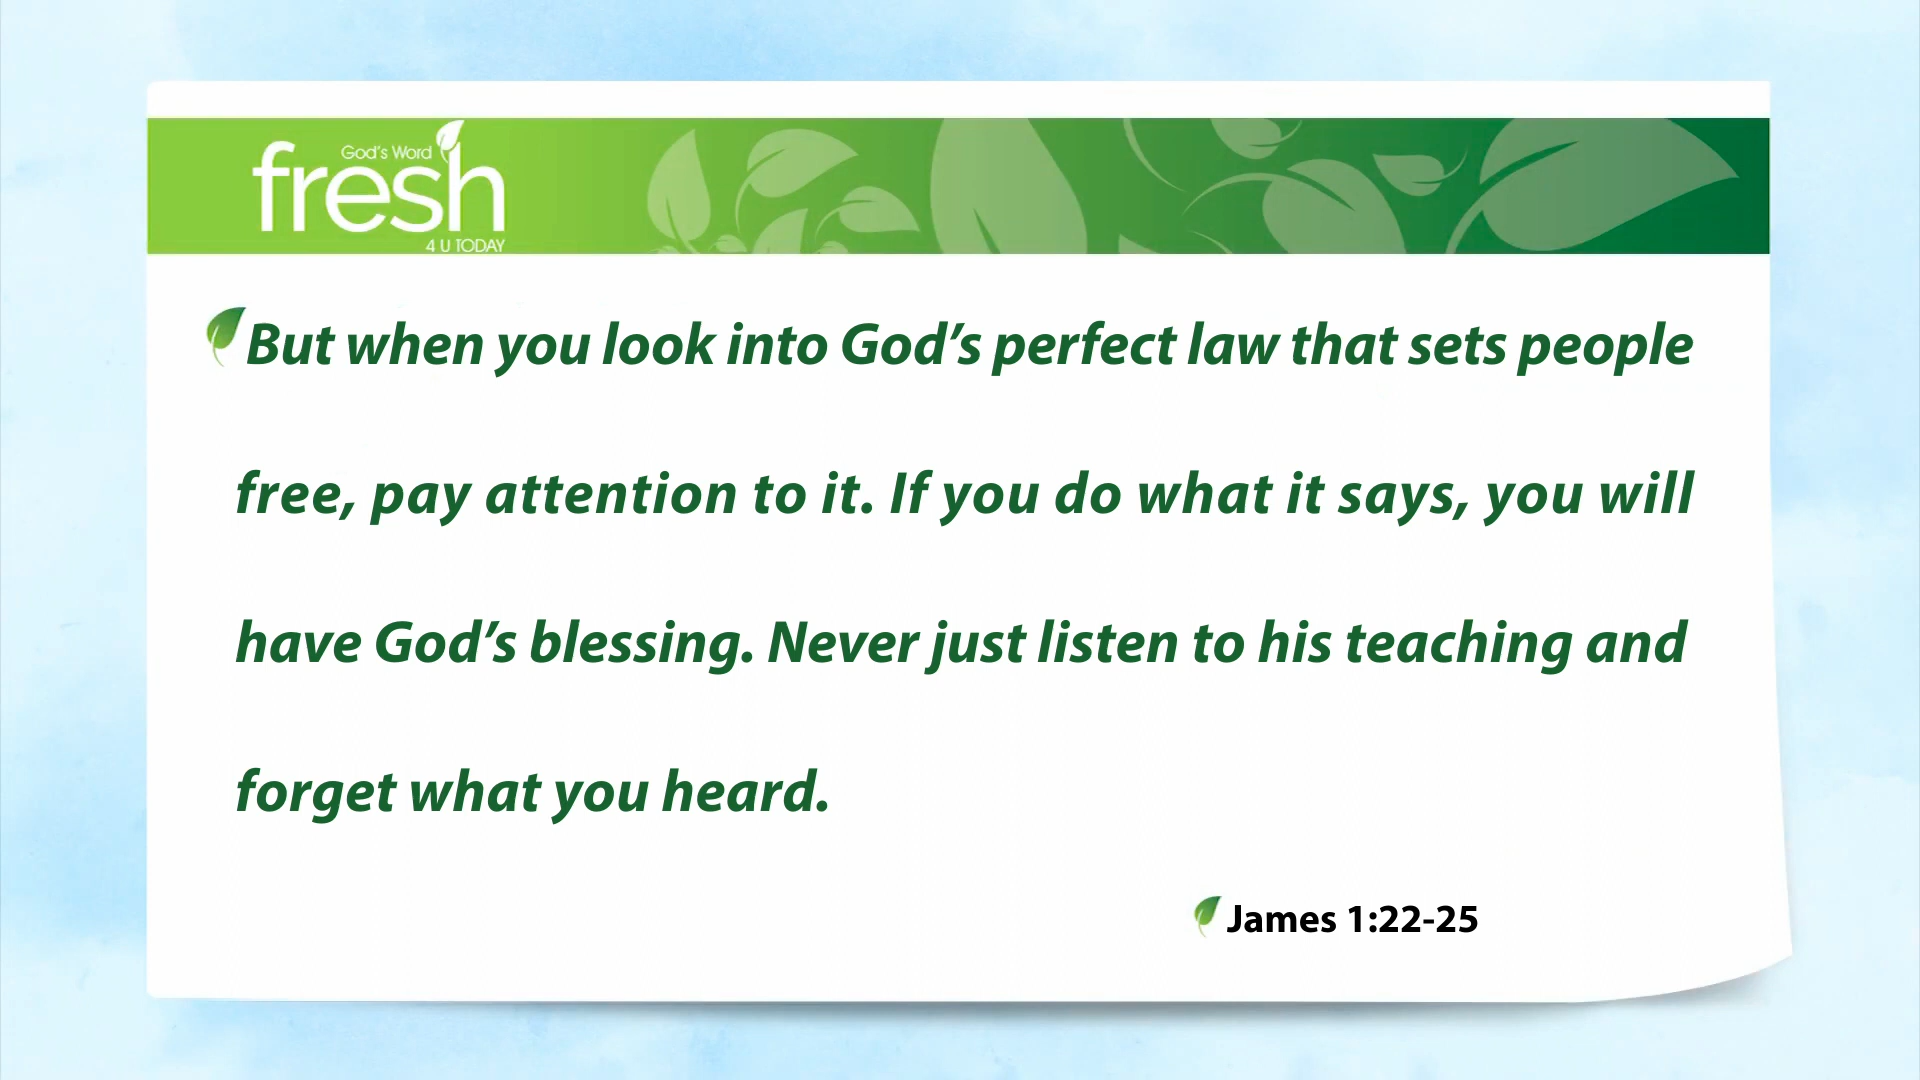 God's Word
fresh
4 U TODAY
But when you look into God’s perfect law that sets people
free, pay attention to it. If you do what it says, you will
have God’s blessing. Never just listen to his teaching and
forget what you heard.
James 1:22-25